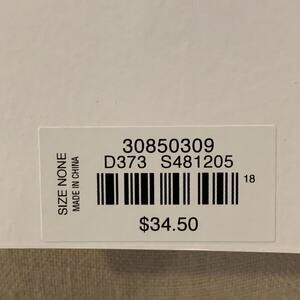 SIZE NONE
MADE IN CHINA
30850309
D373 S481205
18
$34.50